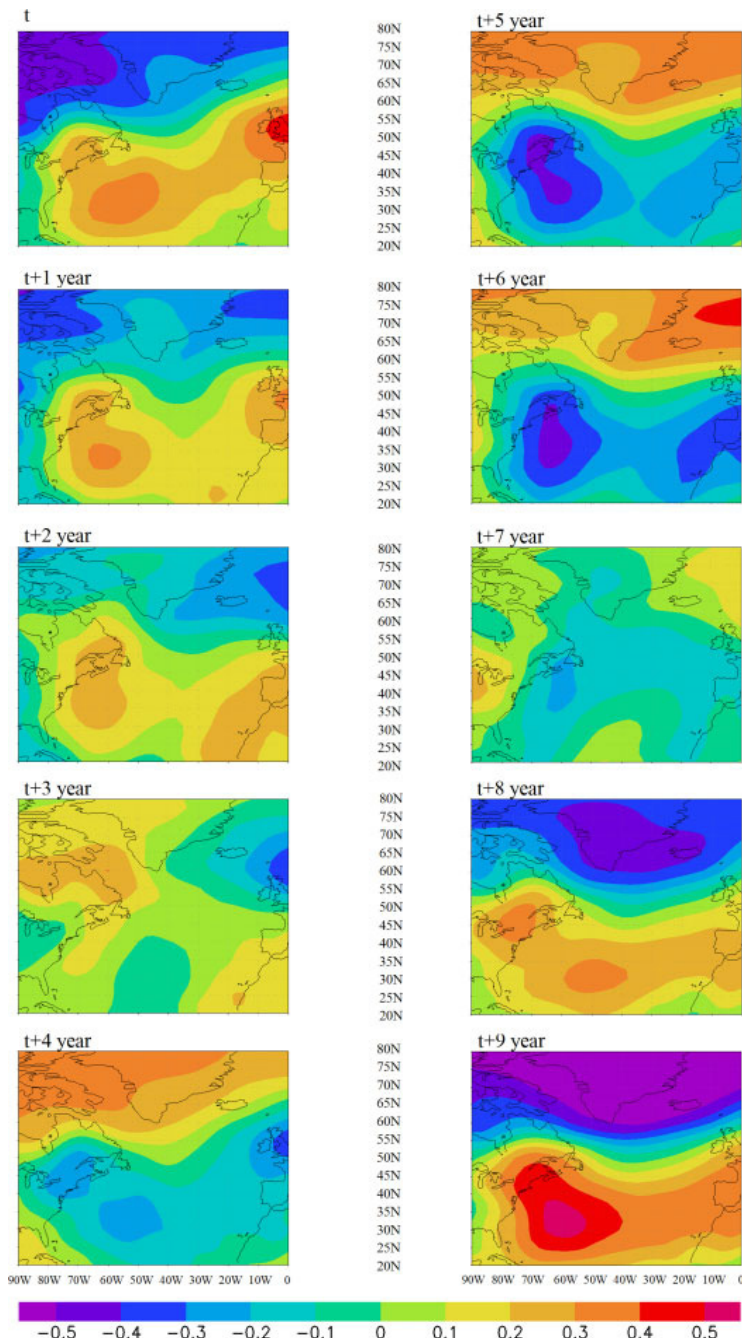 t
80N
70N
65N
60N
55N
50N
45N
40N
35N
30N
25N
20N
t+5 year
t+1 year
80N
70N
65N
60N
55N
50N
45N
40N
35N
30N
25N
20N
t+6 year
t+2 year
80N
70N
65N
60N
55N
50N
45N
40N
35N
30N
25N
20N
t+7 year
t+3 year
80N
70N
65N
60N
55N
50N
45N
40N
35N
30N
25N
20N
t+8 year
t+4 year
80N
70N
65N
60N
55N
50N
45N
40N
35N
30N
25N
20N
t+9 year
90W 80W 70W 60W 50W 40W 30W 20W 10W 0
90W 80W 70W 60W 50W 40W 30W 20W 10W 0
−0.5 −0.4 −0.3 −0.2 −0.1 0 0.1 0.2 0.3 0.4 0.5